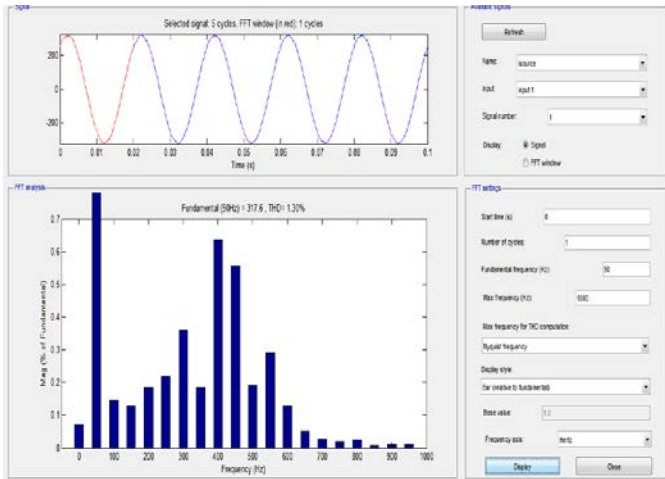 Signal
Selected signal: 5 cycles. FFT window (in red): 1 cycles
200
0
-200
0 0.01 0.02 0.03 0.04 0.05 0.06 0.07 0.08 0.09 0.1
Time (s)
Available signals
Refresh
Name:
isource
Input:
input 1
Signal number:
1
Display:
Signal
FFT window
FFT analysis
Fundamental (50Hz) = 317.6 , THD= 1.30%
Mag (% of Fundamental)
0.7
0.6
0.5
0.4
0.3
0.2
0.1
0
0 100 200 300 400 500 600 700 800 900 1000
Frequency (Hz)
FFT settings
Start time (s):
0
Number of cycles:
1
Fundamental frequency (Hz):
50
Max frequency (Hz):
1000
Max frequency for THD computation:
Nyquist frequency
Display style:
Bar (relative to fundamental)
Base value:
1.0
Frequency axis:
Hertz
Display
Close